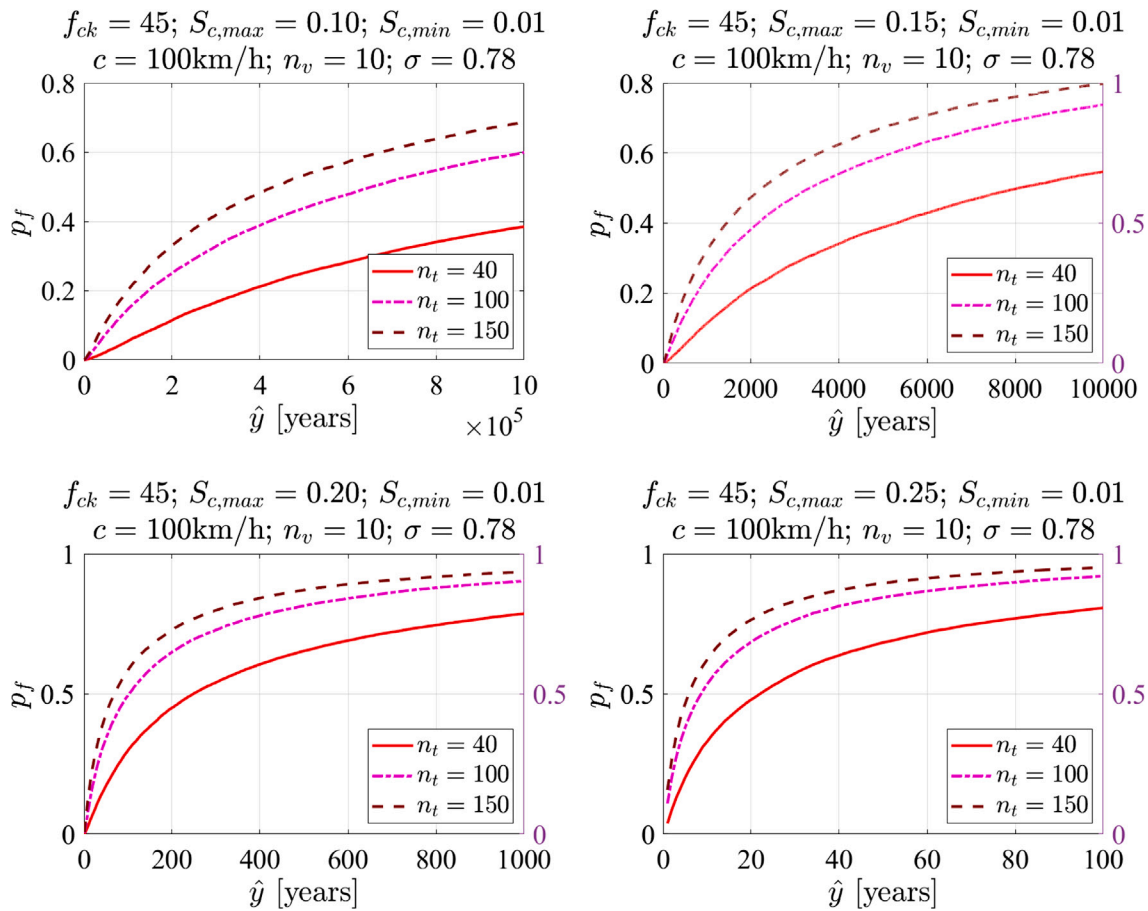 f_ck = 45; S_c,max = 0.10; S_c,min = 0.01
c = 100km/h; n_v = 10; σ = 0.78
0.8
0.6
0.4
0.2
0
p_f
n_t = 40
n_t = 100
n_t = 150
0 2 4 6 8 10
ŷ [years]
×10^5
f_ck = 45; S_c,max = 0.15; S_c,min = 0.01
c = 100km/h; n_v = 10; σ = 0.78
0.8
0.6
0.4
0.2
0
p_f
1
0.5
0
n_t = 40
n_t = 100
n_t = 150
0 2000 4000 6000 8000 10000
ŷ [years]
f_ck = 45; S_c,max = 0.20; S_c,min = 0.01
c = 100km/h; n_v = 10; σ = 0.78
1
0.5
0
p_f
1
0.5
0
n_t = 40
n_t = 100
n_t = 150
0 200 400 600 800 1000
ŷ [years]
f_ck = 45; S_c,max = 0.25; S_c,min = 0.01
c = 100km/h; n_v = 10; σ = 0.78
1
0.5
0
p_f
1
0.5
0
n_t = 40
n_t = 100
n_t = 150
0 20 40 60 80 100
ŷ [years]